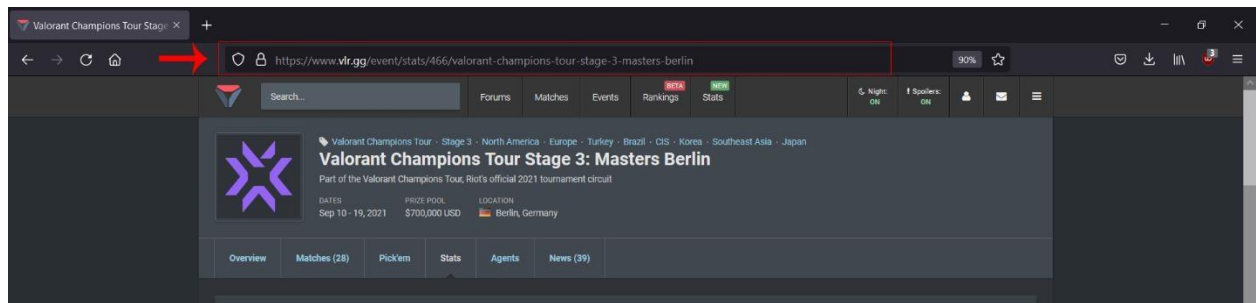 Valorant Champions Tour Stage
https://www.vlr.gg/event/stats/466/valorant-champions-tour-stage-3-masters-berlin
90%
3
Search...
Forums
Matches
Events
BETA
Rankings
NEW
Stats
Night:
ON
! Spoilers:
ON
Valorant Champions Tour · Stage 3 · North America · Europe · Turkey · Brazil · CIS · Korea · Southeast Asia · Japan
Valorant Champions Tour Stage 3: Masters Berlin
Part of the Valorant Champions Tour, Riot's official 2021 tournament circuit
DATES PRIZE POOL LOCATION
Sep 10 - 19, 2021 $700,000 USD Berlin, Germany
Overview Matches (28) Pick'em Stats Agents News (39)